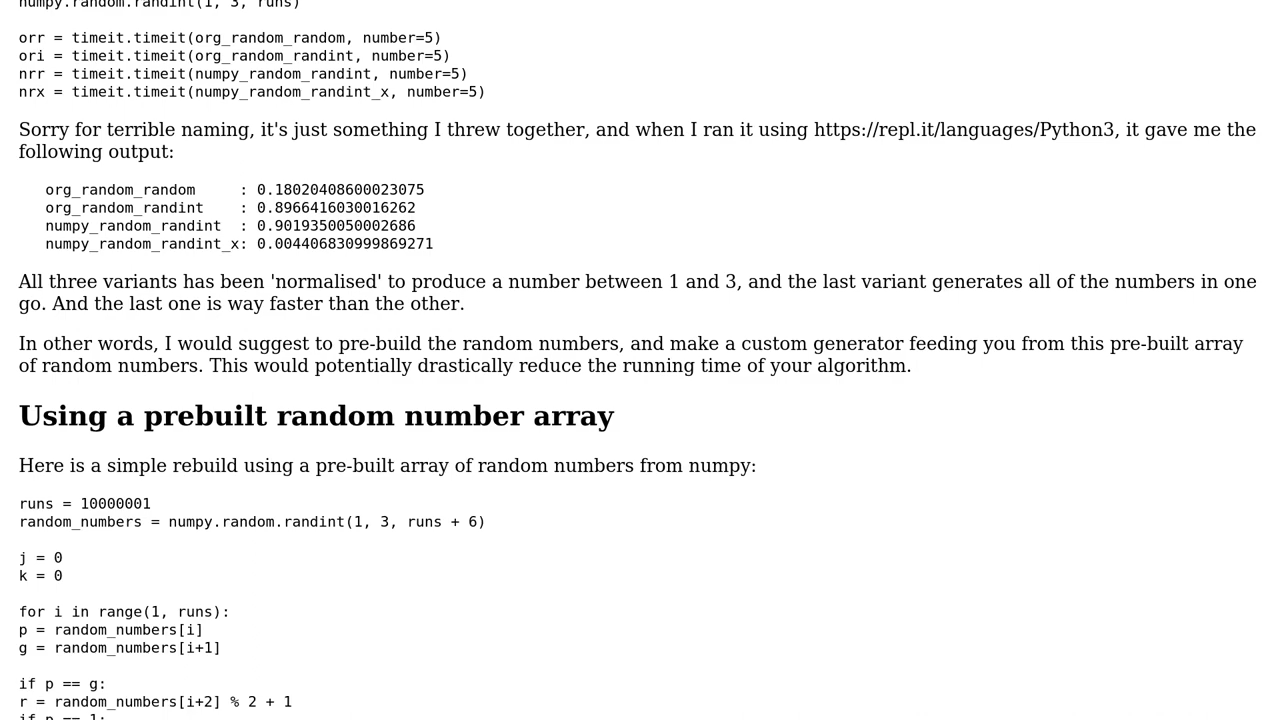 numpy.random.randint(1, 3, runs)
orr = timeit.timeit(org_random_random, number=5)
ori = timeit.timeit(org_random_randint, number=5)
nrr = timeit.timeit(numpy_random_randint, number=5)
nrx = timeit.timeit(numpy_random_randint_x, number=5)
Sorry for terrible naming, it's just something I threw together, and when I ran it using https://repl.it/languages/Python3, it gave me the
following output:
org_random_random     : 0.18020408600023075
org_random_randint    : 0.8966416030016262
numpy_random_randint  : 0.9019350050002686
numpy_random_randint_x: 0.004406830999869271
All three variants has been 'normalised' to produce a number between 1 and 3, and the last variant generates all of the numbers in one
go. And the last one is way faster than the other.
In other words, I would suggest to pre-build the random numbers, and make a custom generator feeding you from this pre-built array
of random numbers. This would potentially drastically reduce the running time of your algorithm.
Using a prebuilt random number array
Here is a simple rebuild using a pre-built array of random numbers from numpy:
runs = 10000001
random_numbers = numpy.random.randint(1, 3, runs + 6)
j = 0
k = 0
for i in range(1, runs):
p = random_numbers[i]
g = random_numbers[i+1]
if p == g:
r = random_numbers[i+2] % 2 + 1
if p == 1: